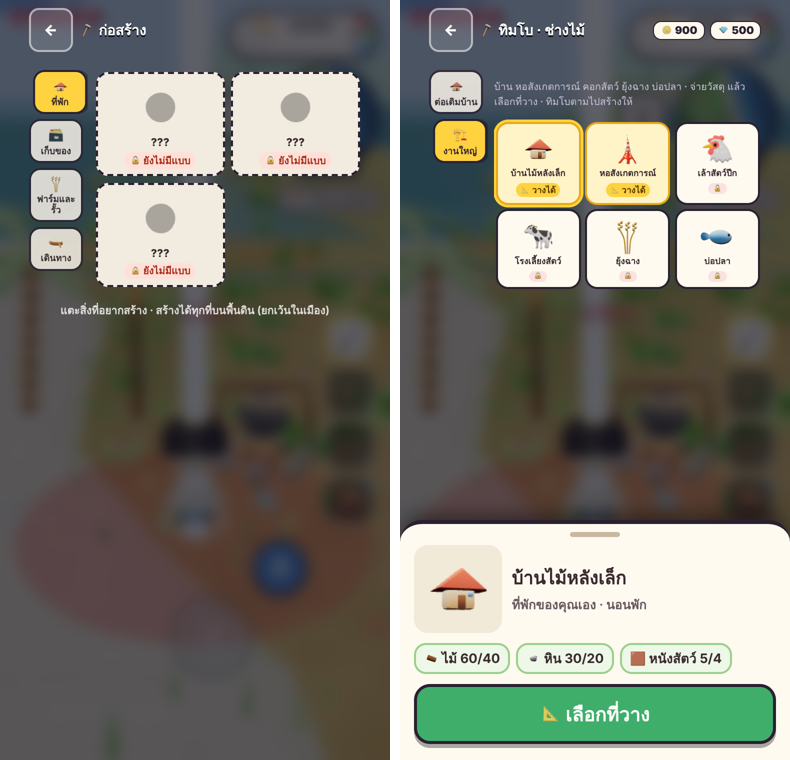 ก่อสร้าง
ที่พัก
เก็บของ
ฟาร์มและ
รั้ว
เดินทาง
???
ยังไม่มีแบบ
???
ยังไม่มีแบบ
???
ยังไม่มีแบบ
แตะสิ่งที่อยากสร้าง · สร้างได้ทุกที่บนพื้นดิน (ยกเว้นในเมือง)
ทิมโบ · ช่างไม้
900
500
ต่อเติมบ้าน
งานใหญ่
บ้าน หอสังเกตการณ์ คอกสัตว์ ยุ้งฉาง บ่อปลา · จ่ายวัสดุ แล้ว
เลือกที่วาง · ทิมโบตามไปสร้างให้
บ้านไม้หลังเล็ก
วางได้
หอสังเกตการณ์
วางได้
เล้าสัตว์ปีก
โรงเลี้ยงสัตว์
ยุ้งฉาง
บ่อปลา
บ้านไม้หลังเล็ก
ที่พักของคุณเอง · นอนพัก
ไม้ 60/40
หิน 30/20
หนังสัตว์ 5/4
เลือกที่วาง